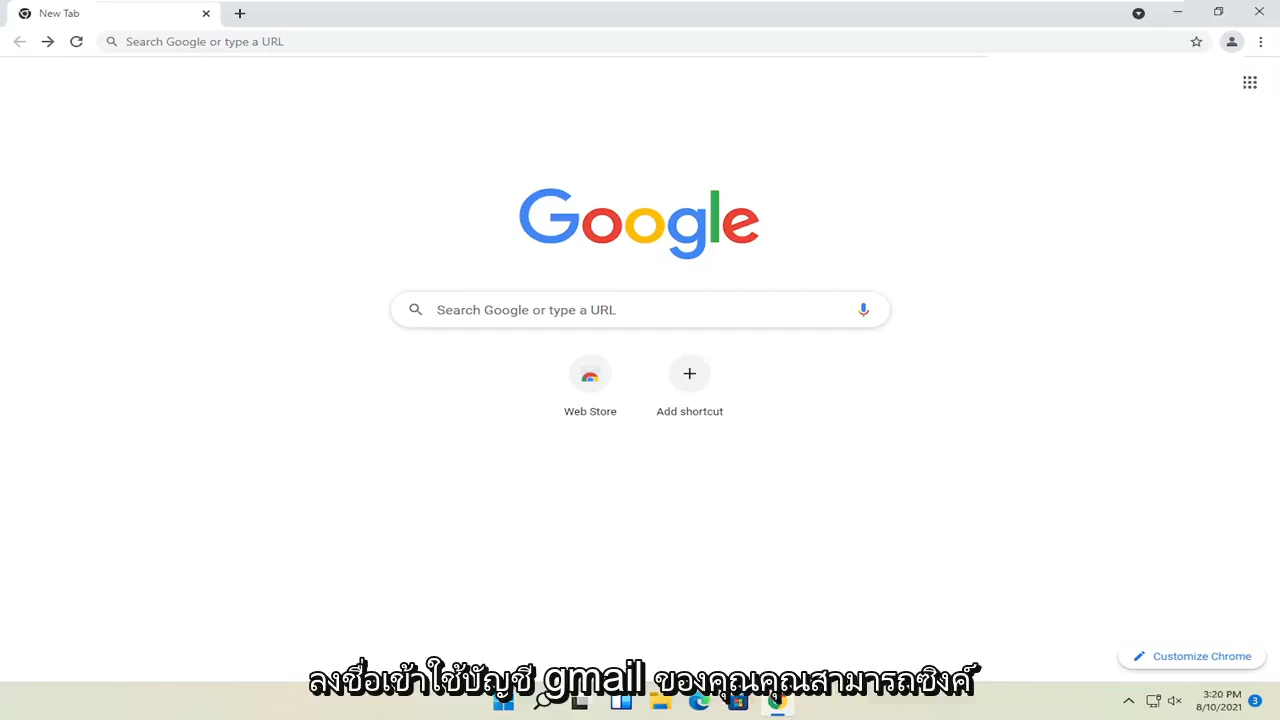 New Tab
Search Google or type a URL
Google
Search Google or type a URL
Web Store
Add shortcut
Customize Chrome
ลงชื่อเข้าใช้บัญชี gmail ของคุณคุณสามารถซิงค์
3:20 PM
8/10/2021
3